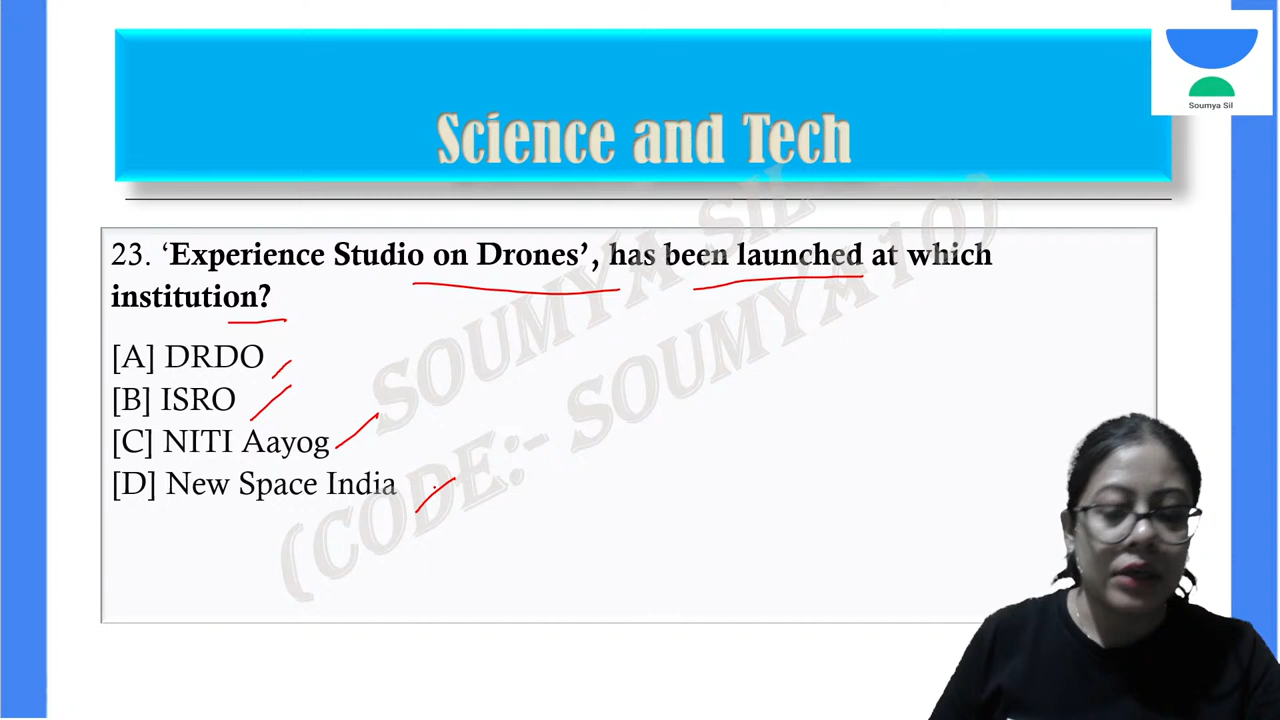 Soumya Sil
Science and Tech
23. ‘Experience Studio on Drones’, has been launched at which
institution?
[A] DRDO
[B] ISRO
[C] NITI Aayog
[D] New Space India
SOUMYA SIL
(CODE:- SOUMYA10)